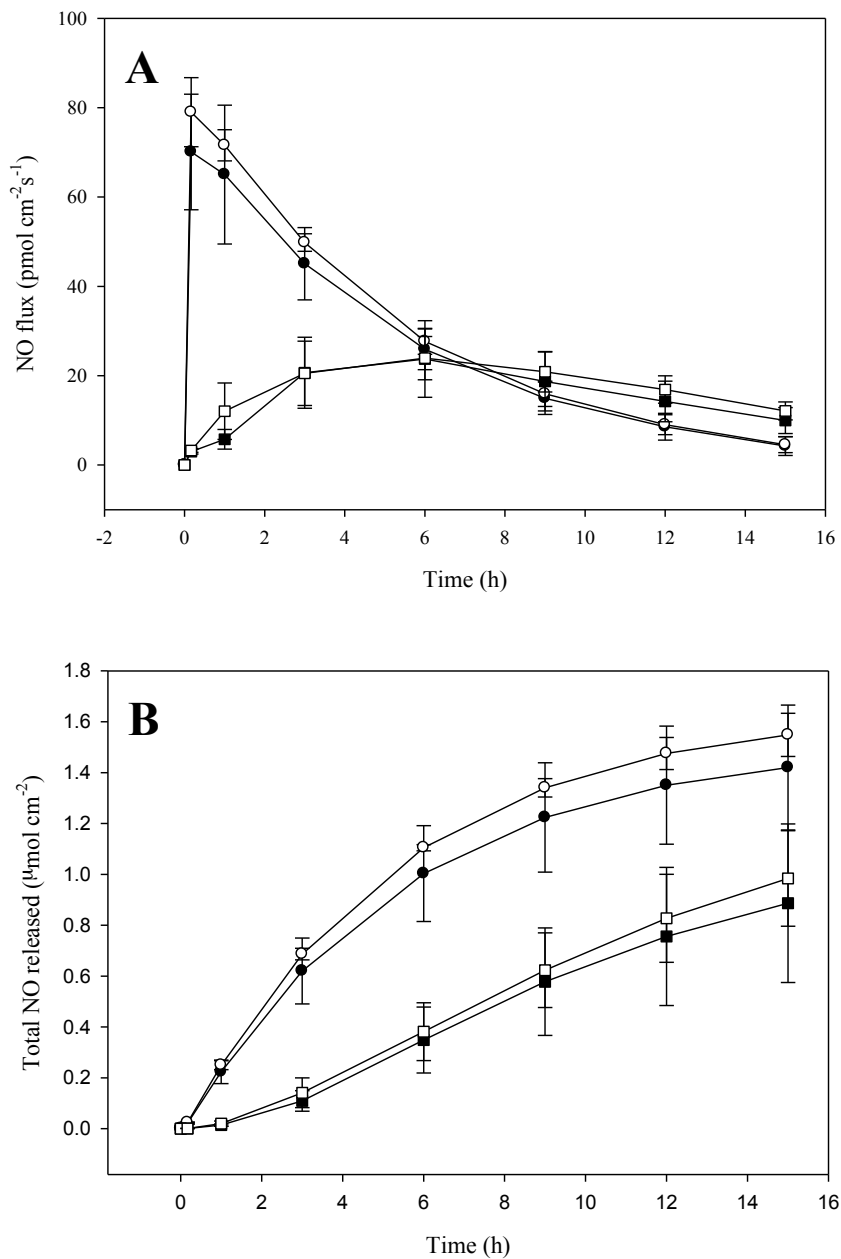 A
100
80
60
40
20
0
NO flux (pmol cm⁻²s⁻¹)
-2 0 2 4 6 8 10 12 14 16
Time (h)
B
1.8
1.6
1.4
1.2
1.0
0.8
0.6
0.4
0.2
0.0
Total NO released (μmol cm⁻²)
0 2 4 6 8 10 12 14 16
Time (h)